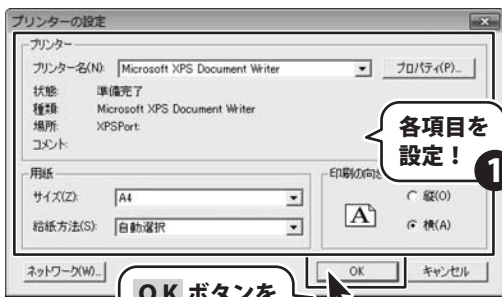 プリンターの設定
プリンター
プリンター名(N): Microsoft XPS Document Writer プロパティ(P)...
状態: 準備完了
種類: Microsoft XPS Document Writer
場所: XPSPort:
コメント:
各項目を
設定！
1
用紙
サイズ(Z): A4
給紙方法(S): 自動選択
印刷の向き
A
縦(O)
横(A)
ネットワーク(W)...
OK
キャンセル
ＯＫ ボタンを